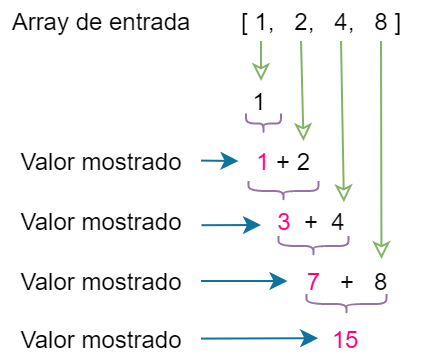 Array de entrada [ 1, 2, 4, 8 ]
1
Valor mostrado 1 + 2
Valor mostrado 3 + 4
Valor mostrado 7 + 8
Valor mostrado 15